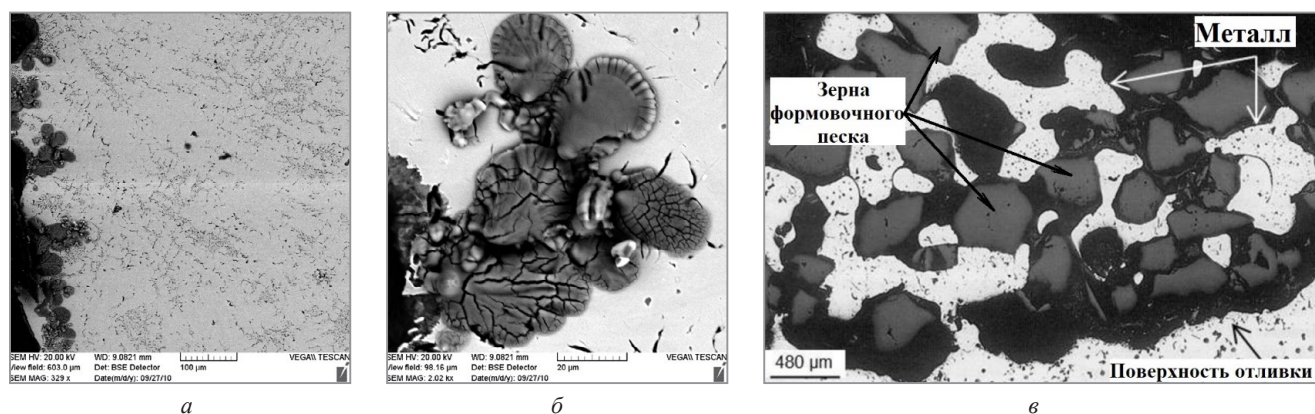 SEM HV: 20.00 kV WD: 9.0821 mm VEGA\\ TESCAN
View field: 603.0 µm Det: BSE Detector 100 µm
SEM MAG: 329 x Date(m/d/y): 09/27/10
SEM HV: 20.00 kV WD: 9.0821 mm VEGA\\ TESCAN
View field: 98.16 µm Det: BSE Detector 20 µm
SEM MAG: 2.02 kx Date(m/d/y): 09/27/10
Металл
Зерна
формовочного
песка
480 µm
Поверхность отливки
а
б
в